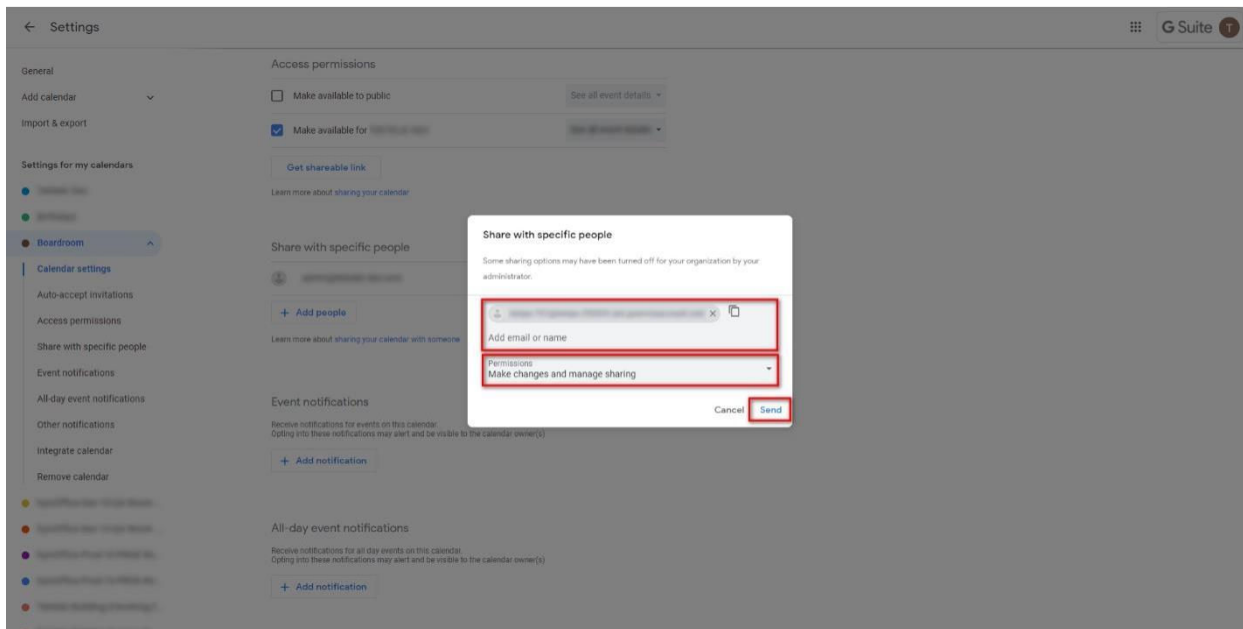 Settings
G Suite
T
General
Add calendar
Import & export
Settings for my calendars
Boardroom
Calendar settings
Auto-accept invitations
Access permissions
Share with specific people
Event notifications
All-day event notifications
Other notifications
Integrate calendar
Remove calendar
Access permissions
Make available to public
See all event details
Make available for
Get shareable link
Learn more about sharing your calendar
Share with specific people
+ Add people
Learn more about sharing your calendar with someone
Event notifications
Receive notifications for events on this calendar.
Opting into these notifications may alert and be visible to the calendar owner(s)
+ Add notification
All-day event notifications
Receive notifications for all day events on this calendar.
Opting into these notifications may alert and be visible to the calendar owner(s)
+ Add notification
Share with specific people
Some sharing options may have been turned off for your organization by your
administrator.
Add email or name
Permissions
Make changes and manage sharing
Cancel
Send